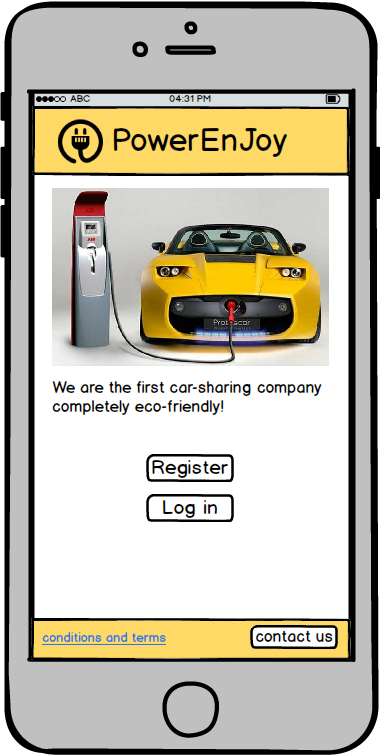 ABC 04:31 PM
PowerEnJoy
ABB
We are the first car-sharing company
completely eco-friendly!
Register
Log in
conditions and terms
contact us